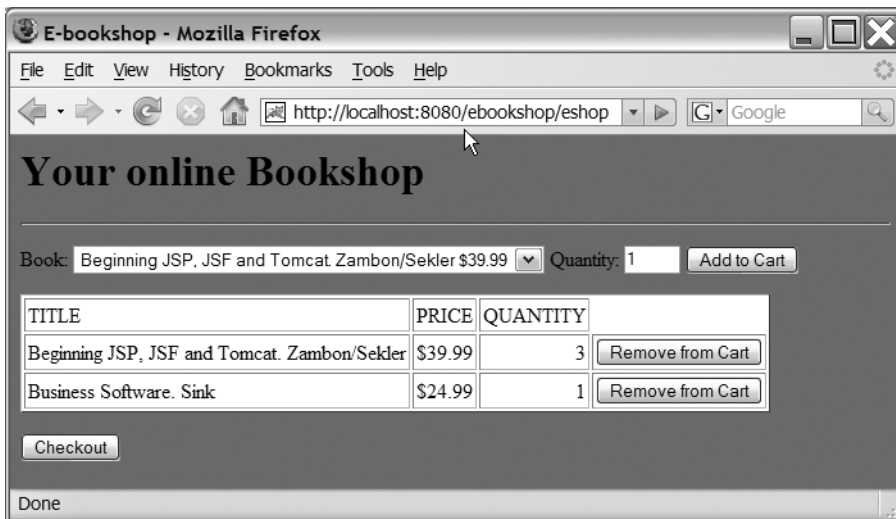 E-bookshop - Mozilla Firefox
File Edit View History Bookmarks Tools Help
http://localhost:8080/ebookshop/eshop G Google
Your online Bookshop
Book: Beginning JSP, JSF and Tomcat. Zambon/Sekler $39.99 Quantity: 1 Add to Cart
TITLE PRICE QUANTITY
Beginning JSP, JSF and Tomcat. Zambon/Sekler $39.99 3 Remove from Cart
Business Software. Sink $24.99 1 Remove from Cart
Checkout
Done